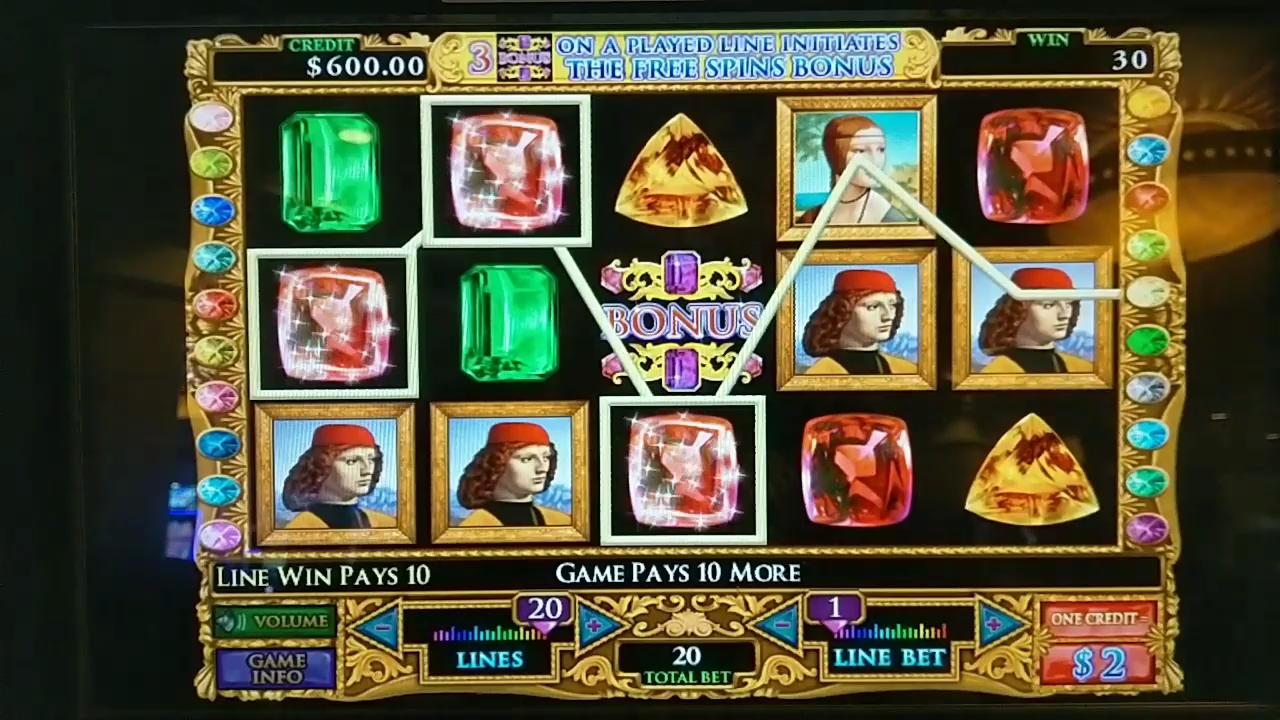 CREDIT
$600.00
3 BONUS ON A PLAYED LINE INITIATES
THE FREE SPINS BONUS
WIN
30
BONUS
LINE WIN PAYS 10
GAME PAYS 10 MORE
VOLUME
GAME
INFO
-
20
+
LINES
20
TOTAL BET
-
1
+
LINE BET
ONE CREDIT =
$2